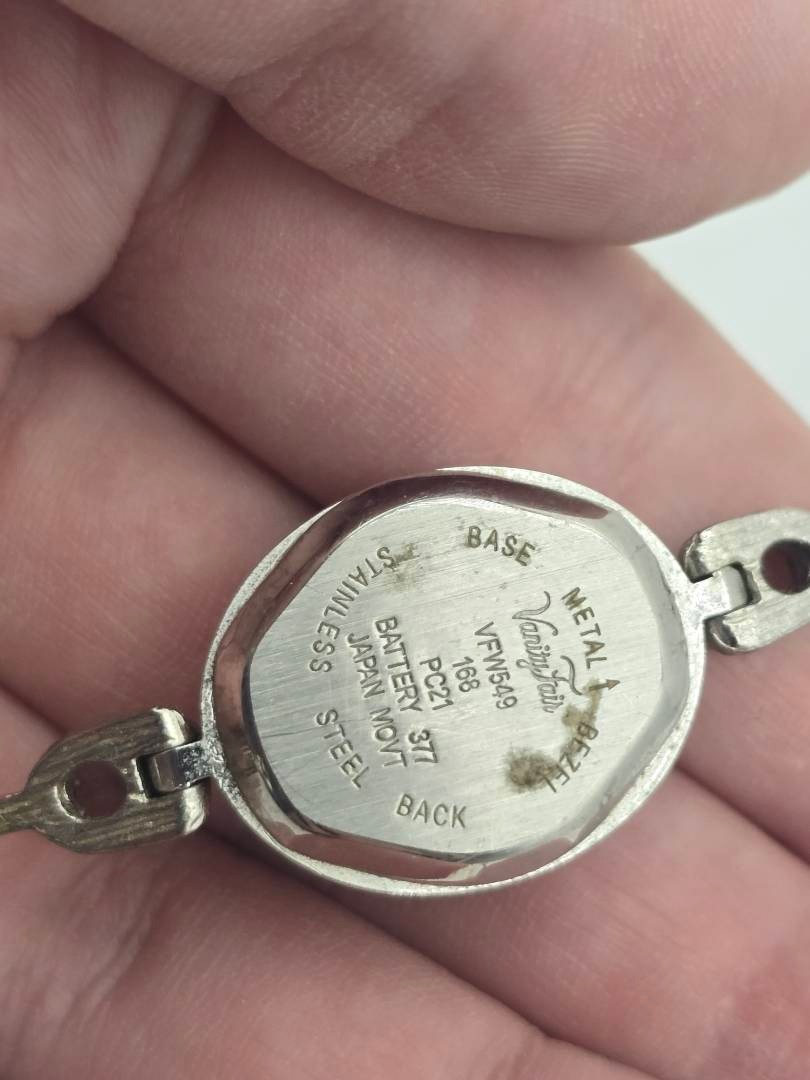 BASE METAL BEZEL
Vanity Fair
VFW549
168
PC21
BATTERY 377
JAPAN MOVT
STAINLESS STEEL BACK